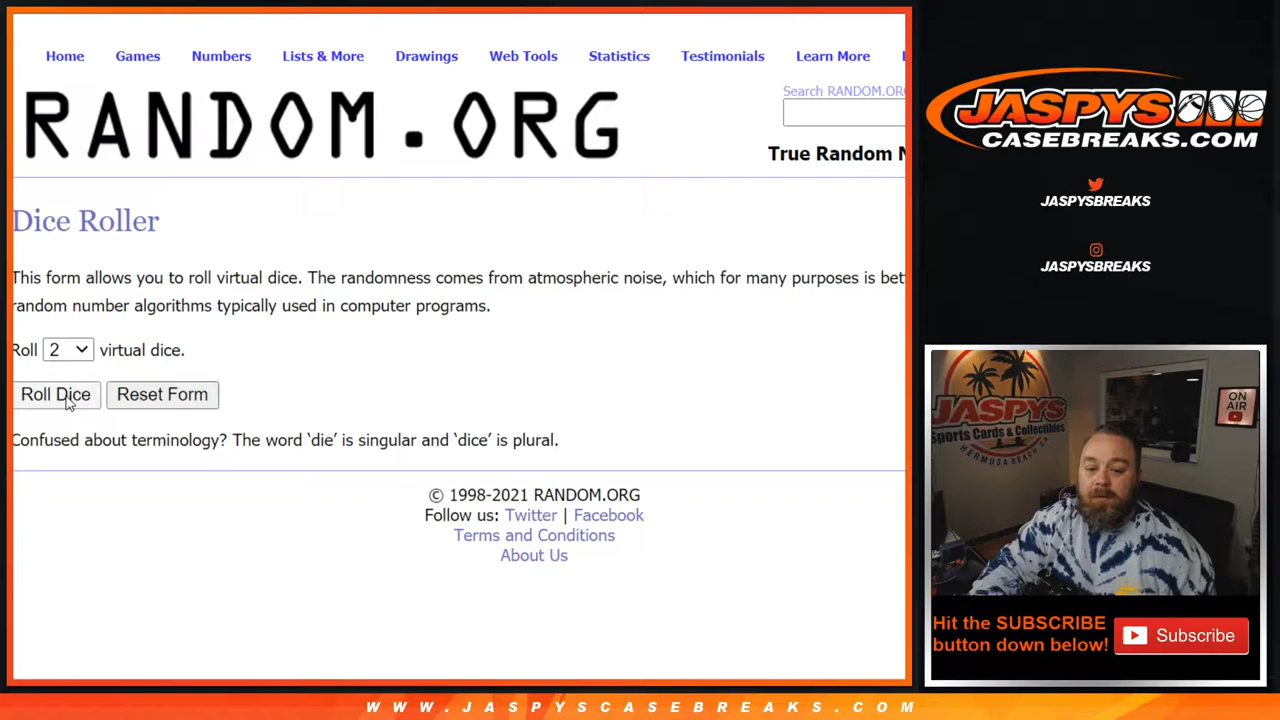 Home Games Numbers Lists & More Drawings Web Tools Statistics Testimonials Learn More
Search RANDOM.ORG
RANDOM.ORG
True Random N
Dice Roller
This form allows you to roll virtual dice. The randomness comes from atmospheric noise, which for many purposes is bet
random number algorithms typically used in computer programs.
Roll 2 virtual dice.
Roll Dice Reset Form
Confused about terminology? The word ‘die’ is singular and ‘dice’ is plural.
© 1998-2021 RANDOM.ORG
Follow us: Twitter | Facebook
Terms and Conditions
About Us
JASPYS
CASEBREAKS.COM
JASPYSBREAKS
JASPYSBREAKS
JASPYS
Sports Cards & Collectibles
HERMOSA BEACH CA
ON
AIR
Hit the SUBSCRIBE
button down below!
Subscribe
WWW.JASPYSCASEBREAKS.COM